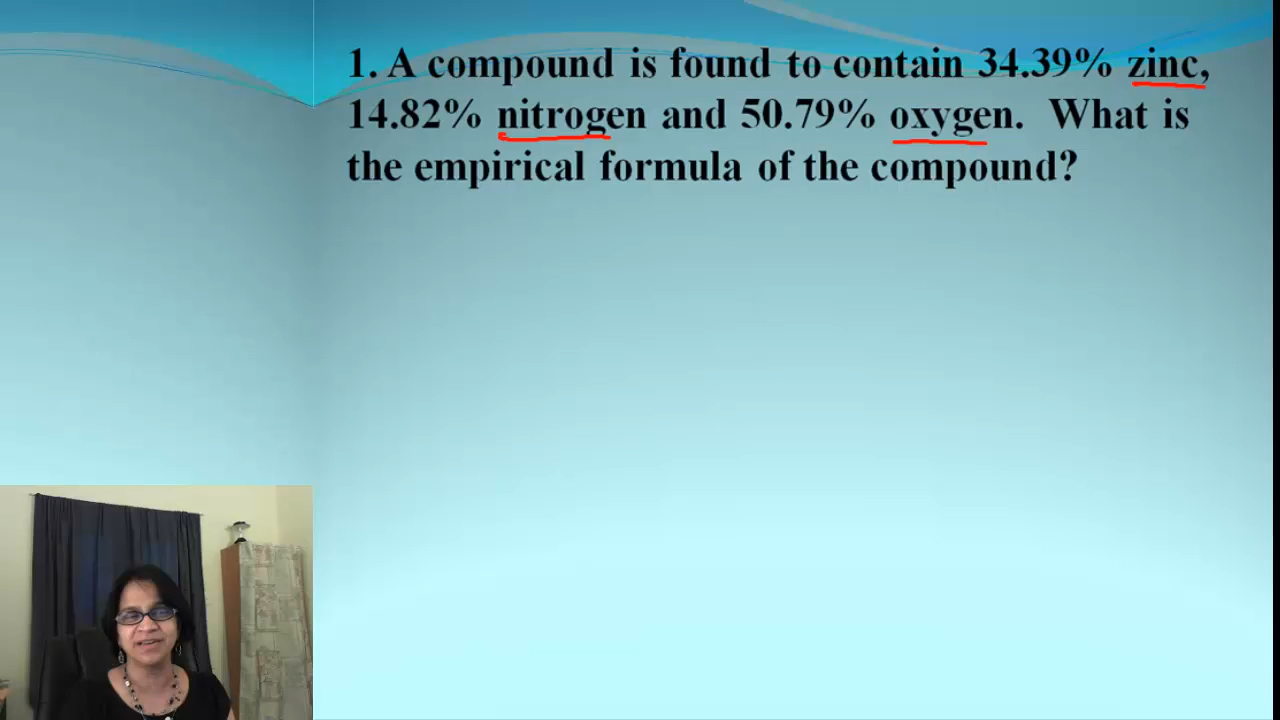 1. A compound is found to contain 34.39% zinc,
14.82% nitrogen and 50.79% oxygen. What is
the empirical formula of the compound?